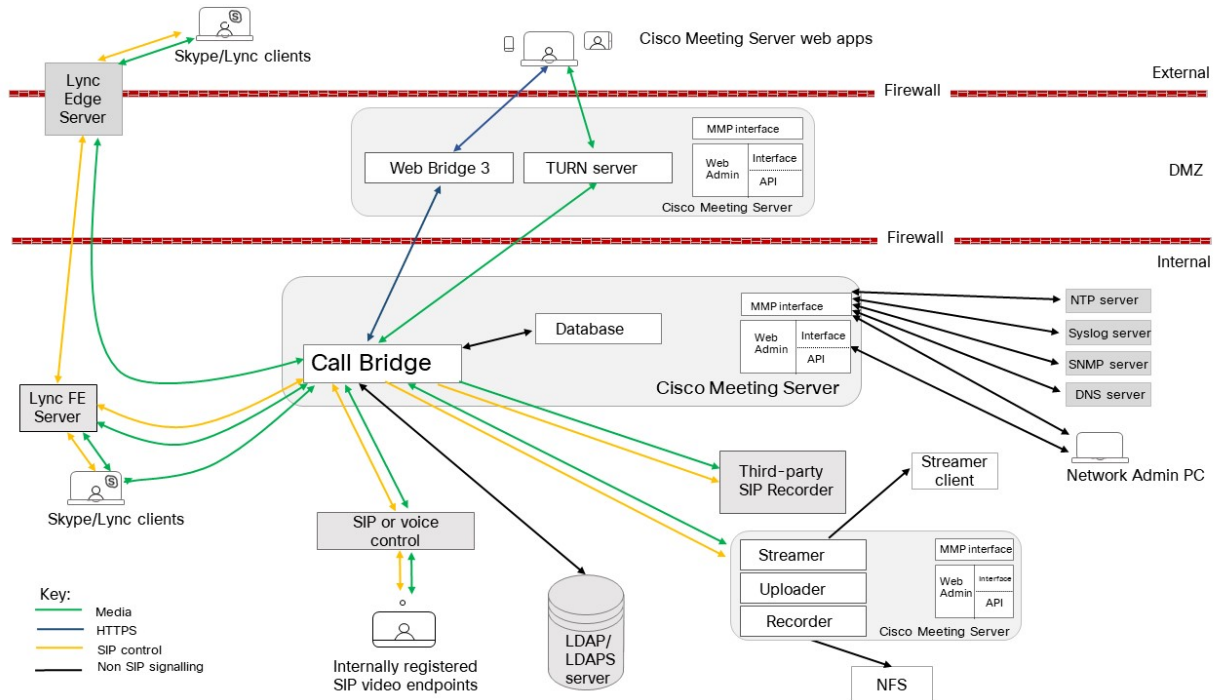 Skype/Lync clients
Cisco Meeting Server web apps
External
Lync
Edge
Server
Firewall
MMP interface
Web Bridge 3
TURN server
Web
Admin
Interface
API
DMZ
Cisco Meeting Server
Firewall
Internal
Database
MMP interface
NTP server
Web
Admin
Interface
API
Syslog server
Call Bridge
SNMP server
Cisco Meeting Server
DNS server
Lync FE
Server
Third-party
SIP Recorder
Streamer
client
Network Admin PC
Skype/Lync clients
SIP or voice
control
Streamer
MMP interface
Uploader
Web
Admin
Interface
API
Recorder
Cisco Meeting Server
Key:
Media
HTTPS
SIP control
Non SIP signalling
LDAP/
LDAPS
server
Internally registered
SIP video endpoints
NFS